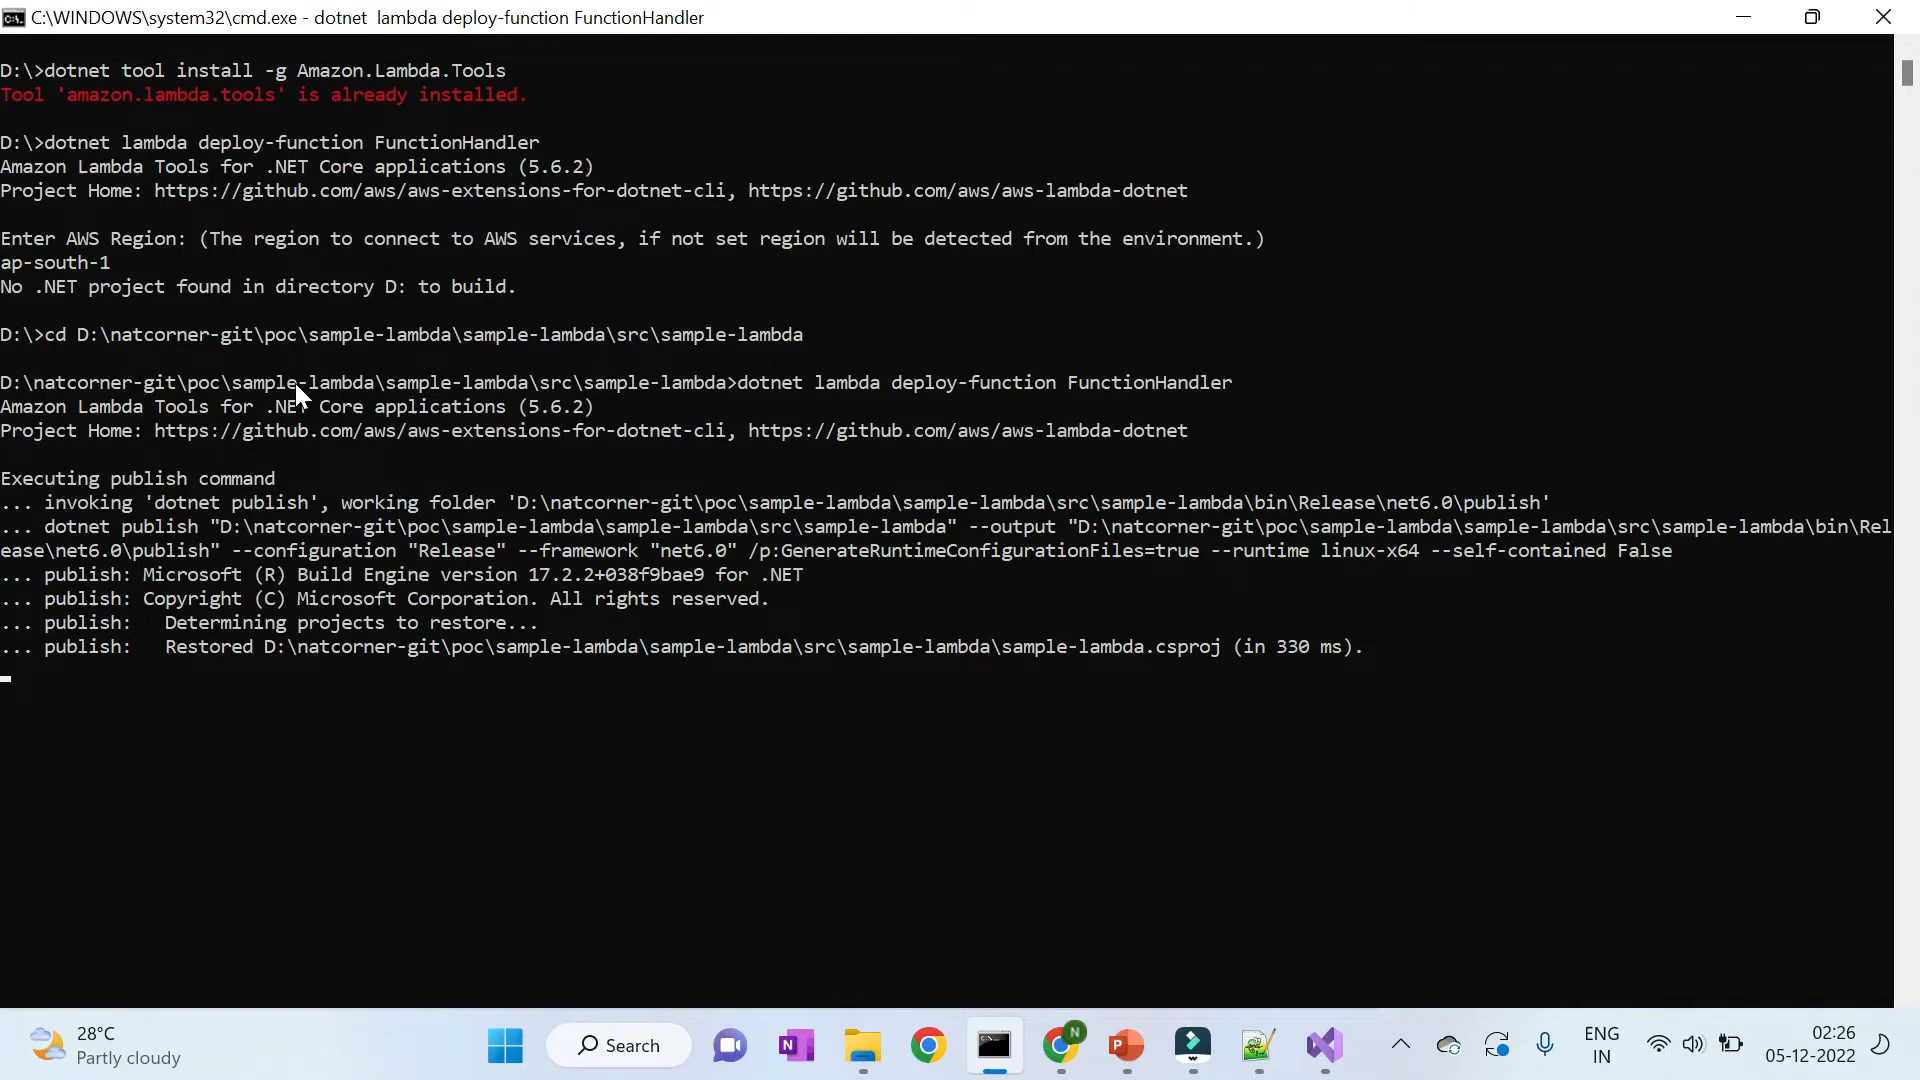 C:\WINDOWS\system32\cmd.exe - dotnet  lambda deploy-function FunctionHandler
D:\>dotnet tool install -g Amazon.Lambda.Tools
Tool 'amazon.lambda.tools' is already installed.
D:\>dotnet lambda deploy-function FunctionHandler
Amazon Lambda Tools for .NET Core applications (5.6.2)
Project Home: https://github.com/aws/aws-extensions-for-dotnet-cli, https://github.com/aws/aws-lambda-dotnet
Enter AWS Region: (The region to connect to AWS services, if not set region will be detected from the environment.)
ap-south-1
No .NET project found in directory D: to build.
D:\>cd D:\natcorner-git\poc\sample-lambda\sample-lambda\src\sample-lambda
D:\natcorner-git\poc\sample-lambda\sample-lambda\src\sample-lambda>dotnet lambda deploy-function FunctionHandler
Amazon Lambda Tools for .NET Core applications (5.6.2)
Project Home: https://github.com/aws/aws-extensions-for-dotnet-cli, https://github.com/aws/aws-lambda-dotnet
Executing publish command
... invoking 'dotnet publish', working folder 'D:\natcorner-git\poc\sample-lambda\sample-lambda\src\sample-lambda\bin\Release\net6.0\publish'
... dotnet publish "D:\natcorner-git\poc\sample-lambda\sample-lambda\src\sample-lambda" --output "D:\natcorner-git\poc\sample-lambda\sample-lambda\src\sample-lambda\bin\Rel
ease\net6.0\publish" --configuration "Release" --framework "net6.0" /p:GenerateRuntimeConfigurationFiles=true --runtime linux-x64 --self-contained False
... publish: Microsoft (R) Build Engine version 17.2.2+038f9bae9 for .NET
... publish: Copyright (C) Microsoft Corporation. All rights reserved.
... publish:   Determining projects to restore...
... publish:   Restored D:\natcorner-git\poc\sample-lambda\sample-lambda\src\sample-lambda\sample-lambda.csproj (in 330 ms).
28°C
Partly cloudy
Search
N
N
P
ENG
IN
02:26
05-12-2022